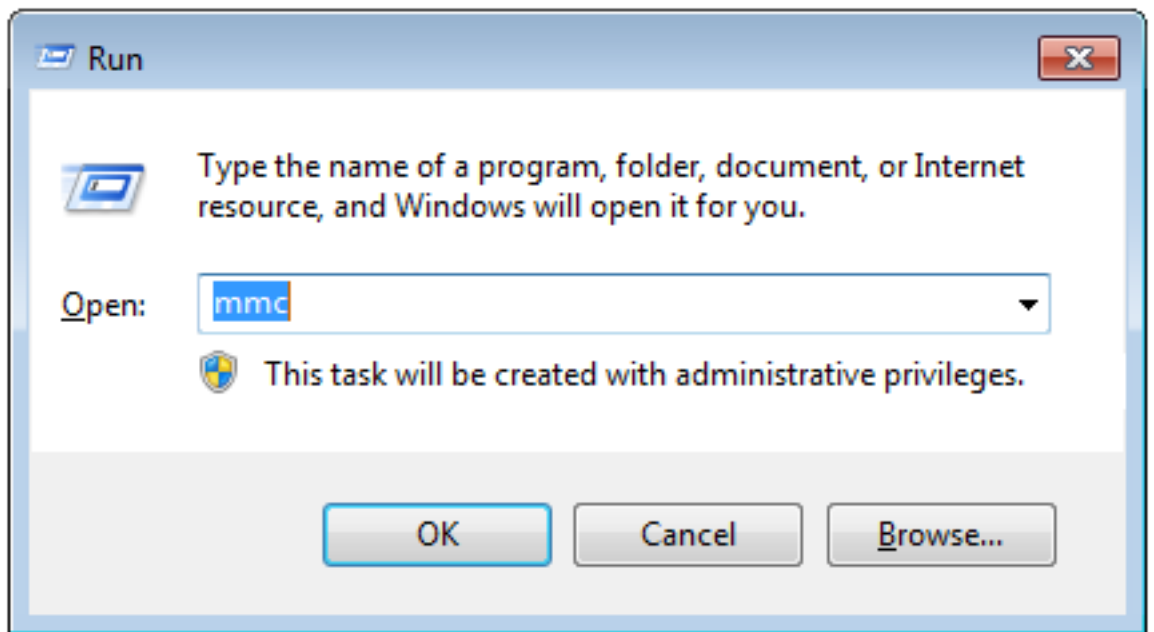 Run
Type the name of a program, folder, document, or Internet
resource, and Windows will open it for you.
Open: mmc
This task will be created with administrative privileges.
OK Cancel Browse...